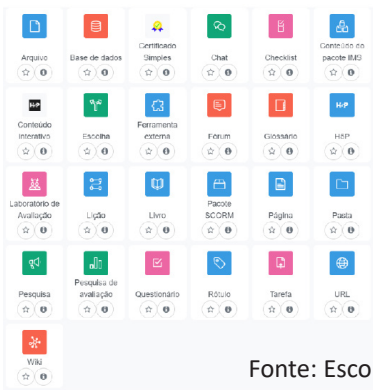 Arquivo
Base de dados
Certificado
Simples
Chat
Checklist
Conteúdo do
pacote IMS
H-P
Conteúdo
interativo
Escolha
Ferramenta
externa
Fórum
Glossário
H-P
H5P
Laboratório de
Avaliação
Lição
Livro
Pacote
SCORM
Página
Pasta
Pesquisa
Pesquisa de
avaliação
Questionário
Rótulo
Tarefa
URL
Wiki
Fonte: Esco